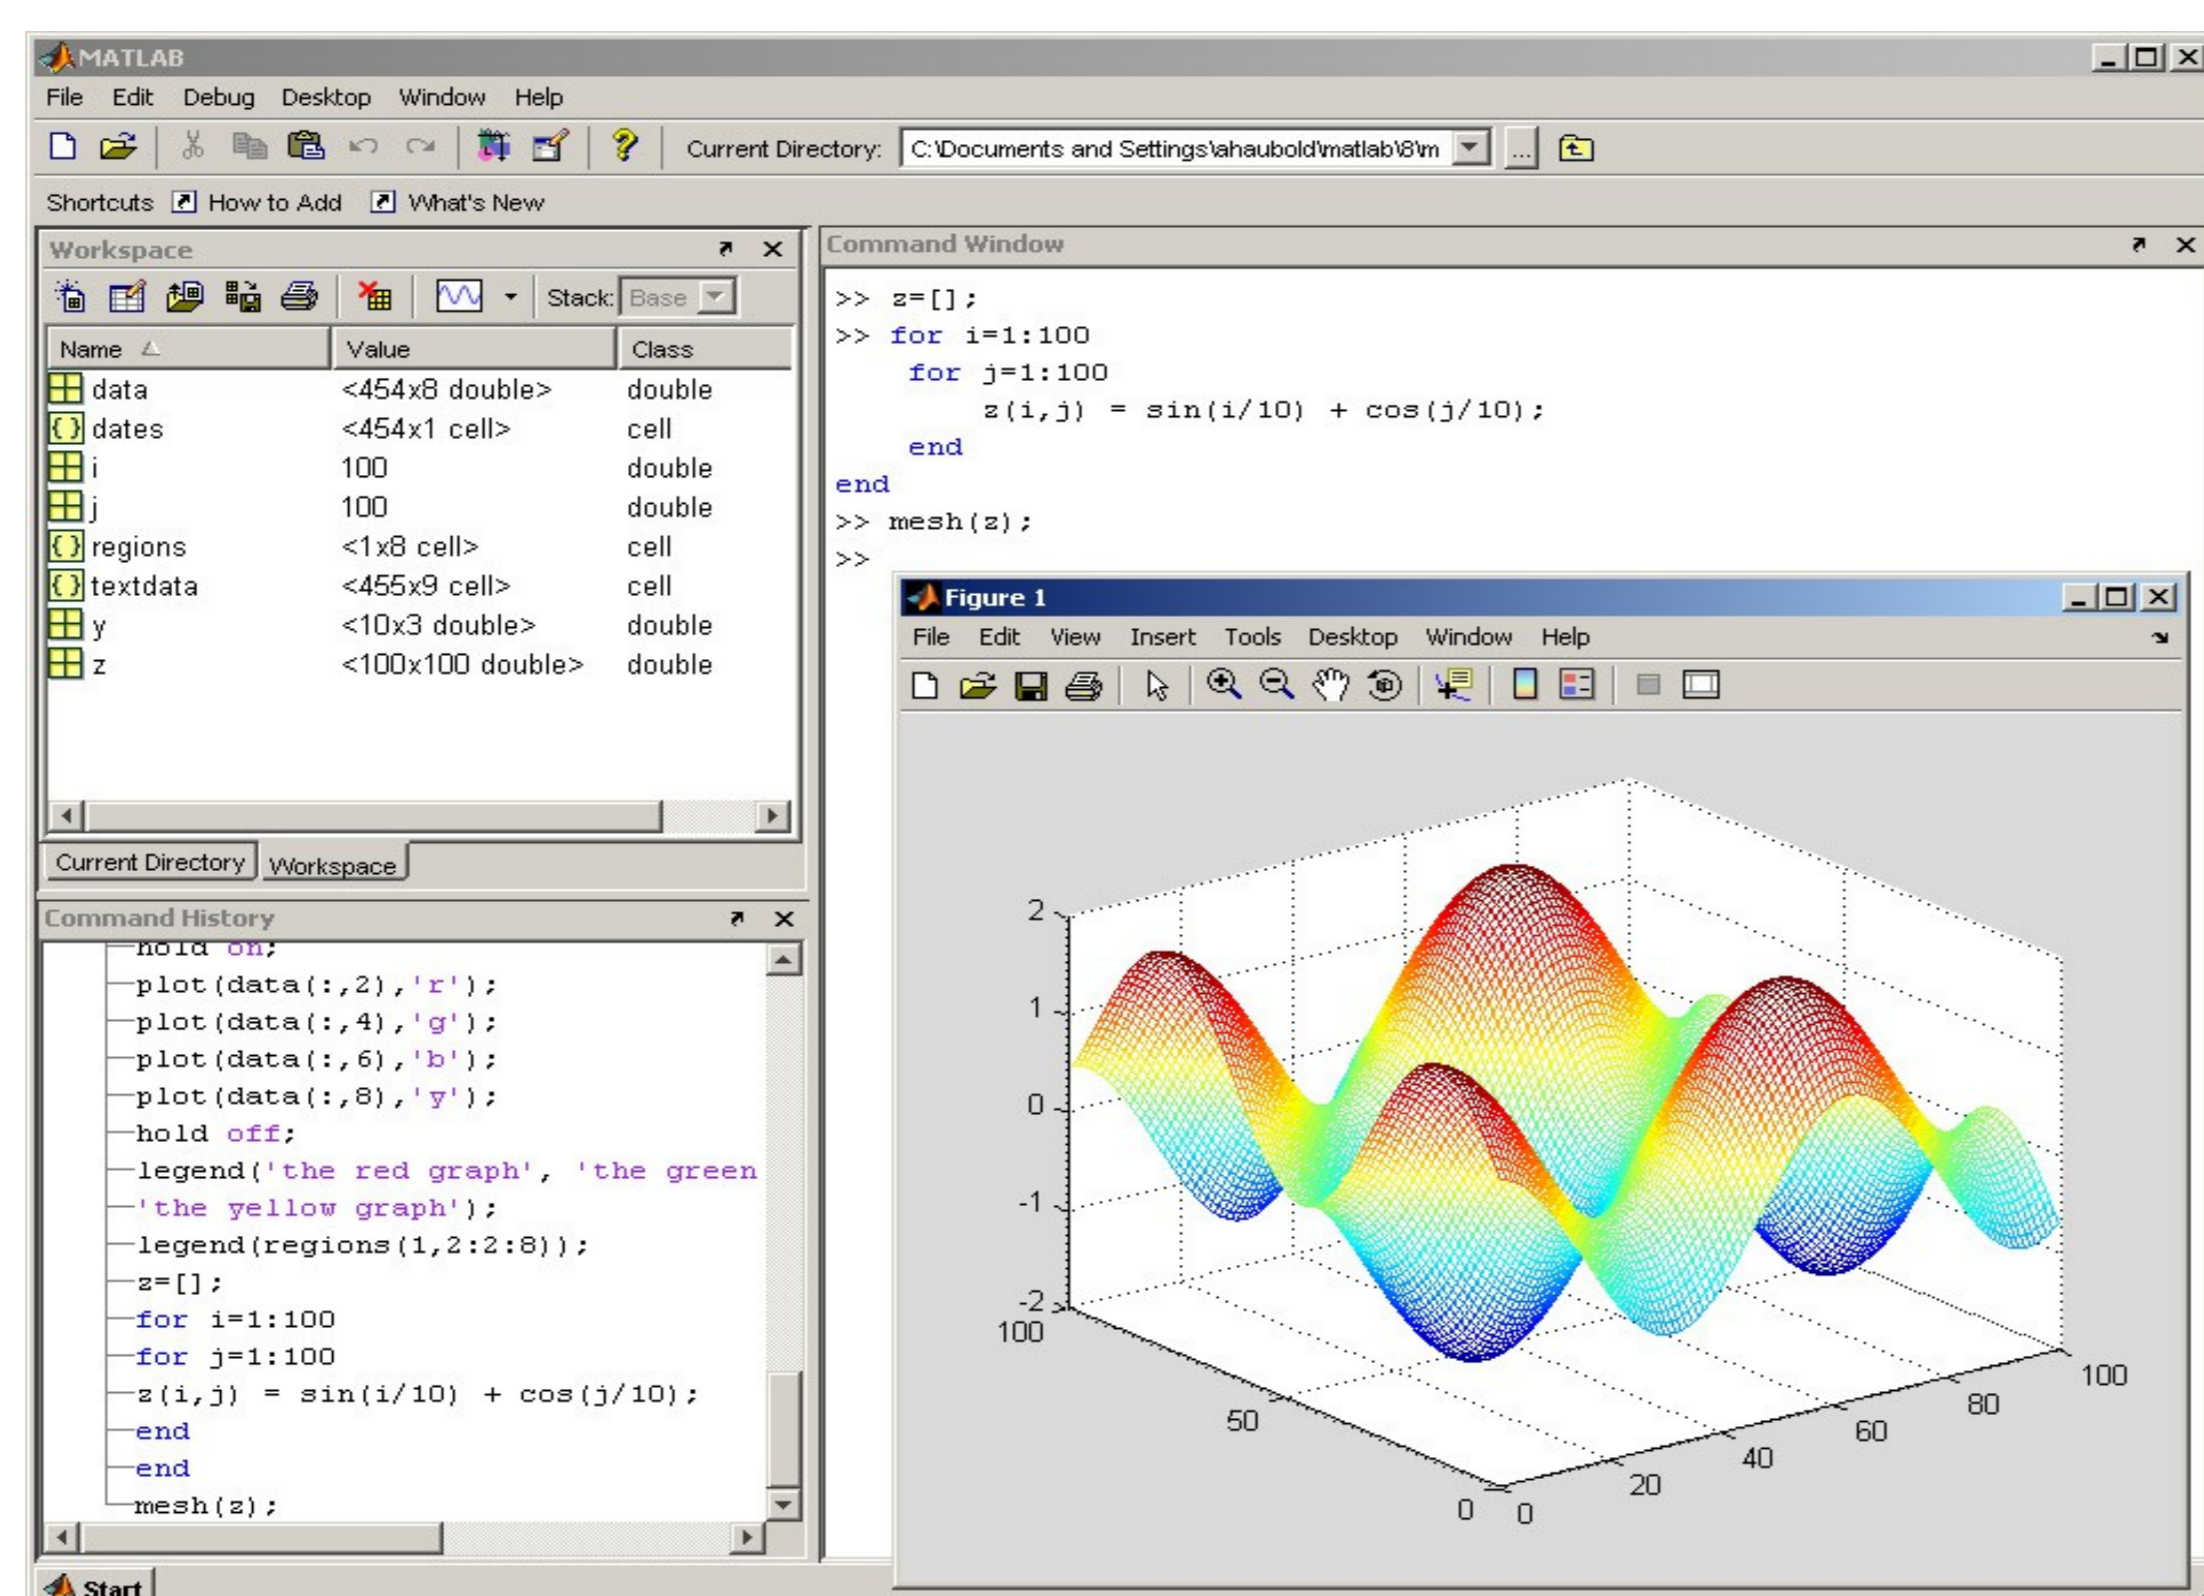 MATLAB
File Edit Debug Desktop Window Help
Current Directory: C:\Documents and Settings\ahaubold\matlab\8\m ...
Shortcuts How to Add What's New
Workspace
Stack: Base
Name Value Class
data <454x8 double> double
dates <454x1 cell> cell
i 100 double
j 100 double
regions <1x8 cell> cell
textdata <455x9 cell> cell
y <10x3 double> double
z <100x100 double> double
Current Directory Workspace
Command History
hold on;
plot(data(:,2),'r');
plot(data(:,4),'g');
plot(data(:,6),'b');
plot(data(:,8),'y');
hold off;
legend('the red graph', 'the green
'the yellow graph');
legend(regions(1,2:2:8));
z=[];
for i=1:100
for j=1:100
z(i,j) = sin(i/10) + cos(j/10);
end
end
mesh(z);
Start
Command Window
>> z=[];
>> for i=1:100
for j=1:100
z(i,j) = sin(i/10) + cos(j/10);
end
end
>> mesh(z);
>>
Figure 1
File Edit View Insert Tools Desktop Window Help
2
1
0
-1
-2
100
50
0
0
20
40
60
80
100